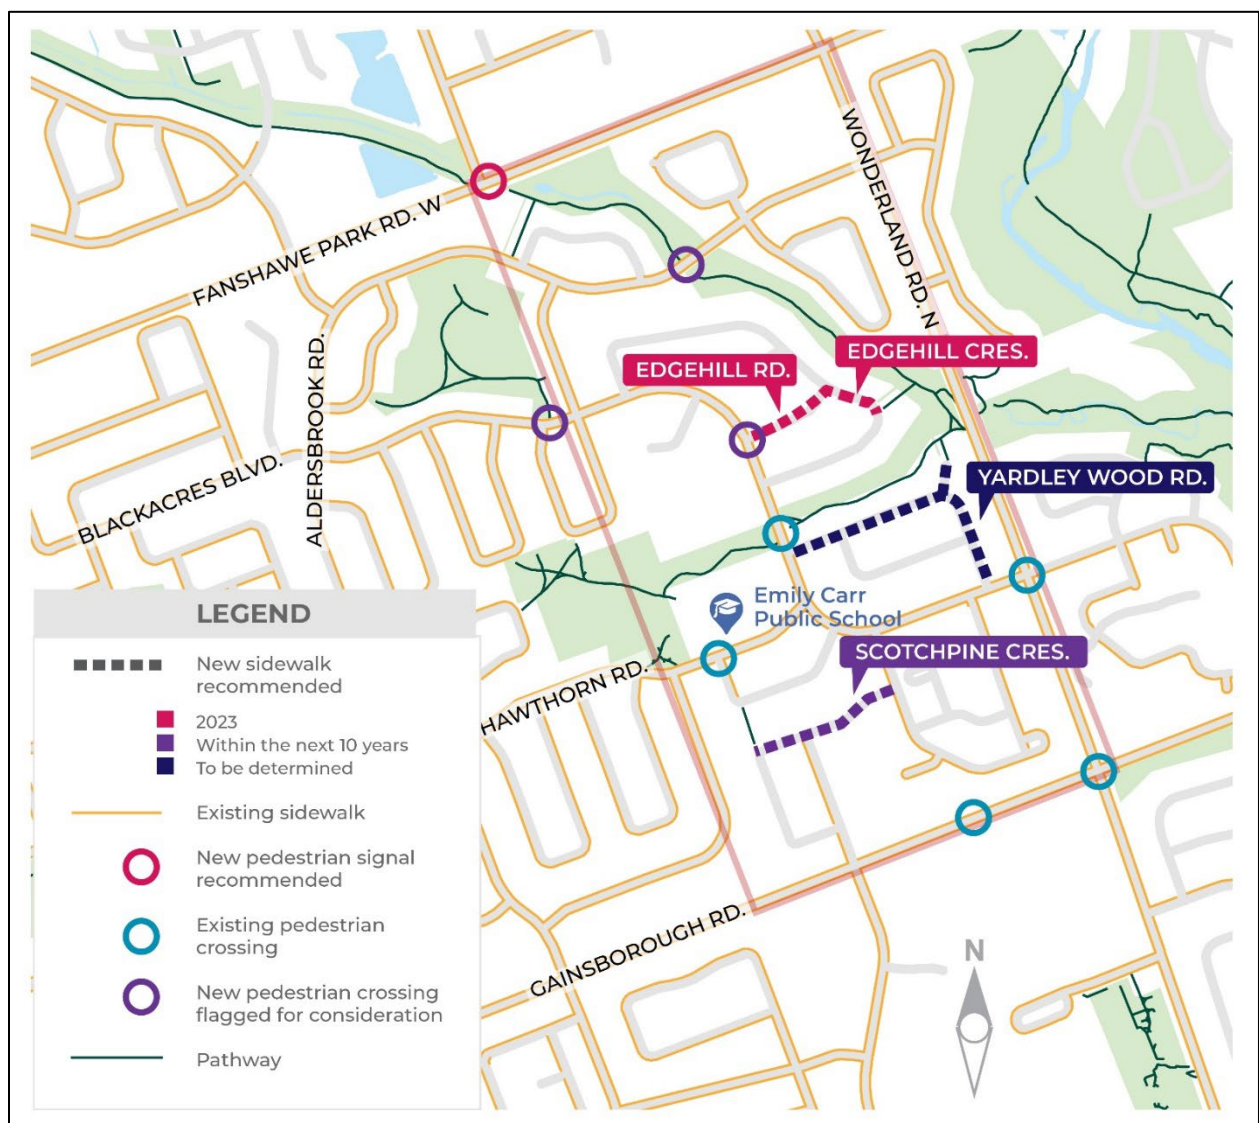 WONDERLAND RD. N
FANSHAWE PARK RD. W
EDGEHILL CRES.
EDGEHILL RD.
ALDERSBROOK RD.
BLACKACRES BLVD.
YARDLEY WOOD RD.
Emily Carr
Public School
SCOTCHPINE CRES.
HAWTHORN RD.
GAINSBOROUGH RD.
N
LEGEND
New sidewalk
recommended
2023
Within the next 10 years
To be determined
Existing sidewalk
New pedestrian signal
recommended
Existing pedestrian
crossing
New pedestrian crossing
flagged for consideration
Pathway